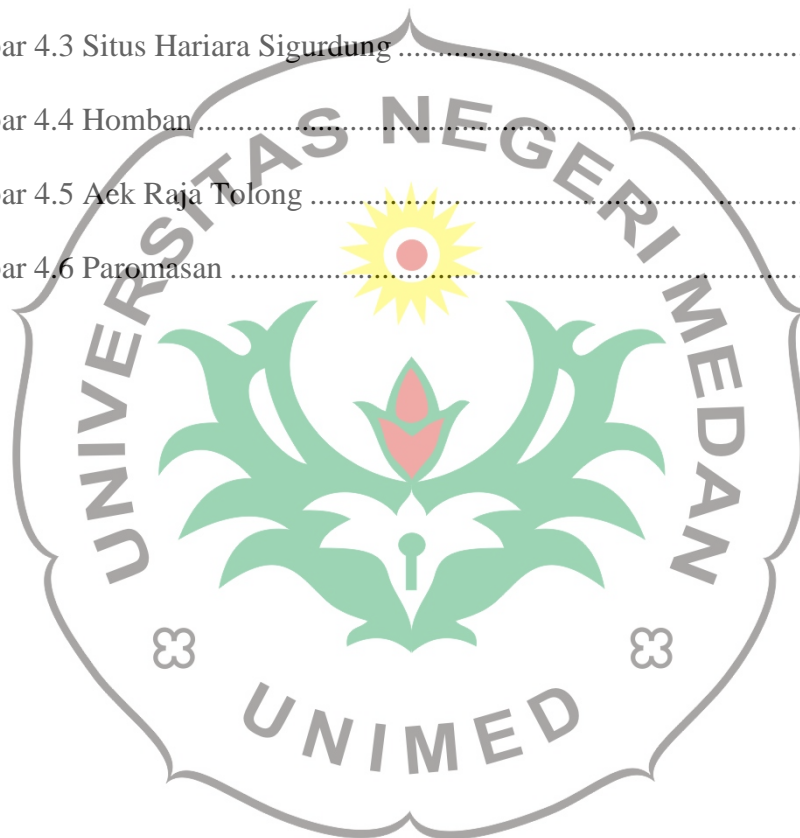 ar 4.3 Situs Hariara Sigurdung ...................................................
ar 4.4 Homban ............................................................................
ar 4.5 Aek Raja Tolong ..............................................................
ar 4.6 Paromasan ........................................................................
UNIVERSITAS NEGERI MEDAN
UNIMED